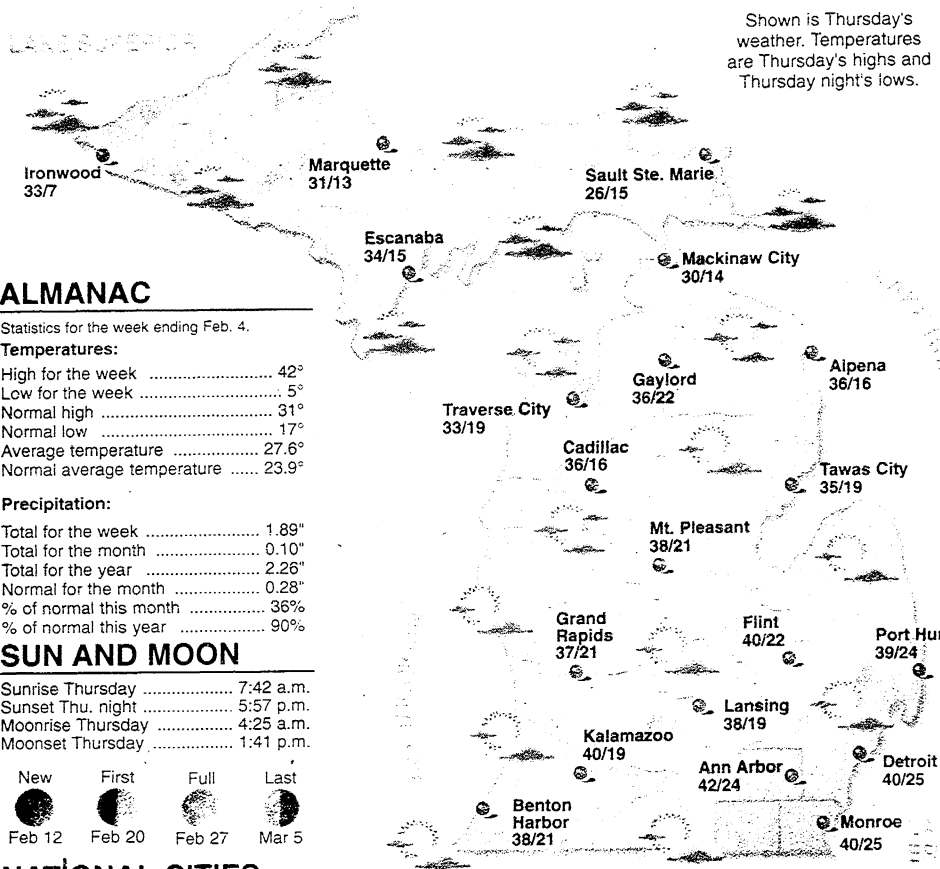 LAKE SUPERIOR
Shown is Thursday's
weather. Temperatures
are Thursday's highs and
Thursday night's lows.
Ironwood
33/7
Marquette
31/13
Sault Ste. Marie
26/15
Escanaba
34/15
Mackinaw City
30/14
Gaylord
36/22
Alpena
36/16
Traverse City
33/19
Cadillac
36/16
Tawas City
35/19
Mt. Pleasant
38/21
Grand
Rapids
37/21
Flint
40/22
Port Hur
39/24
Lansing
38/19
Kalamazoo
40/19
Ann Arbor
42/24
Detroit
40/25
Benton
Harbor
38/21
Monroe
40/25
ALMANAC
Statistics for the week ending Feb. 4.
Temperatures:
High for the week ........................ 42°
Low for the week .......................... 5°
Normal high ................................. 31°
Normal low .................................. 17°
Average temperature ................. 27.6°
Normal average temperature ...... 23.9°
Precipitation:
Total for the week ...................... 1.89"
Total for the month ..................... 0.10"
Total for the year ....................... 2.26"
Normal for the month ................. 0.28"
% of normal this month ............... 36%
% of normal this year ................. 90%
SUN AND MOON
Sunrise Thursday .................. 7:42 a.m.
Sunset Thu. night ................. 5:57 p.m.
Moonrise Thursday ............... 4:25 a.m.
Moonset Thursday ................ 1:41 p.m.
New First Full Last
Feb 12 Feb 20 Feb 27 Mar 5
NATIONAL CITIES